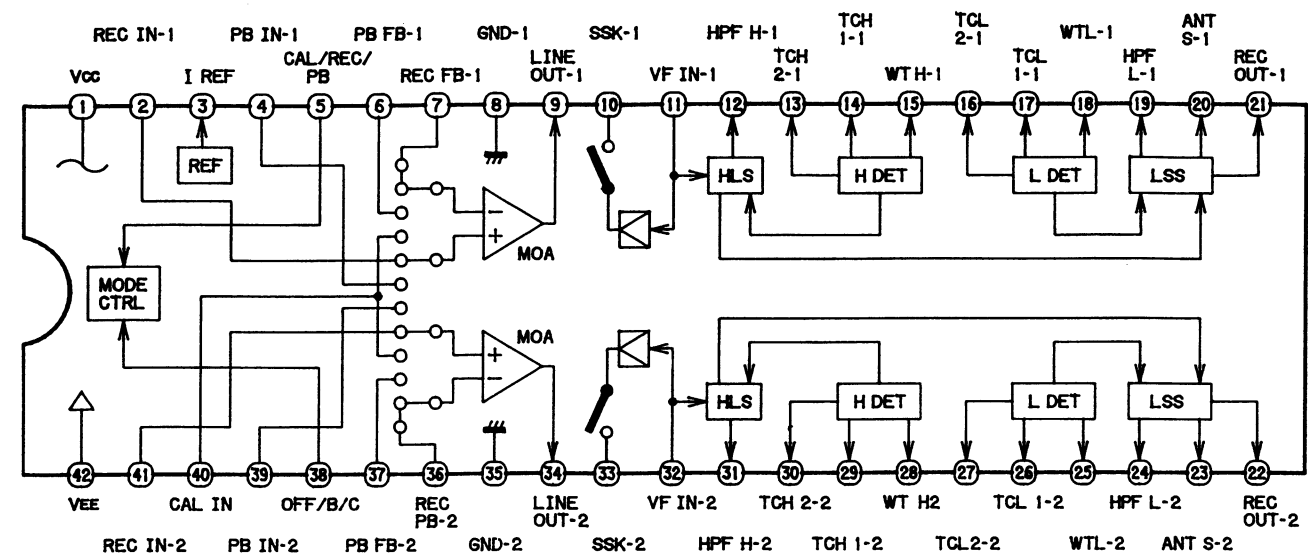 REC IN-1 PB IN-1 PB FB-1 GND-1 SSK-1 HPF H-1 TCH 1-1 TCL 2-1 WTL-1 ANT S-1
VCC I REF CAL/REC/PB REC FB-1 LINE OUT-1 VF IN-1 TCH 2-1 WT H-1 TCL 1-1 HPF L-1 REC OUT-1
1 2 3 4 5 6 7 8 9 10 11 12 13 14 15 16 17 18 19 20 21
REF
HLS H DET L DET LSS
−
+
MOA
MODE
CTRL
MOA
+
−
HLS H DET L DET LSS
42 41 40 39 38 37 36 35 34 33 32 31 30 29 28 27 26 25 24 23 22
VEE CAL IN OFF/B/C REC PB-2 LINE OUT-2 VF IN-2 TCH 2-2 WT H2 TCL 1-2 HPF L-2 REC OUT-2
REC IN-2 PB IN-2 PB FB-2 GND-2 SSK-2 HPF H-2 TCH 1-2 TCL2-2 WTL-2 ANT S-2